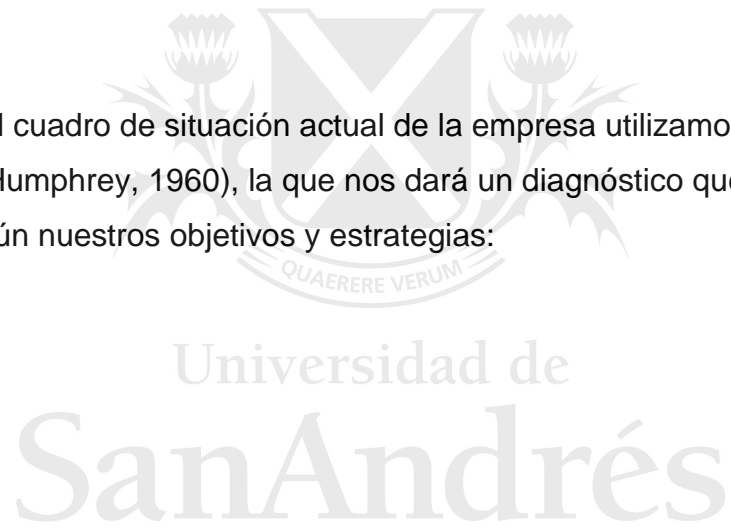 l cuadro de situación actual de la empresa utilizamo
Humphrey, 1960), la que nos dará un diagnóstico que
ún nuestros objetivos y estrategias:
QUAERERE VERUM
Universidad de
SanAndrés